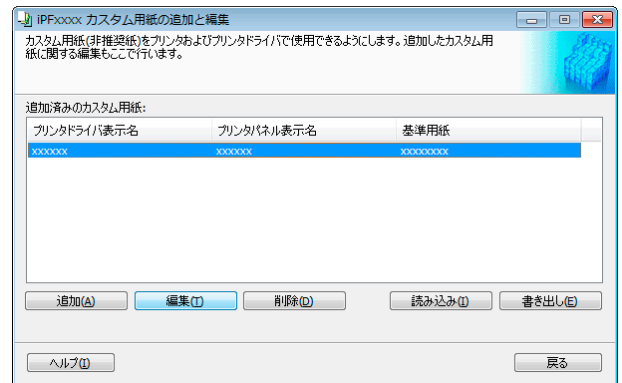 iPFxxxx カスタム用紙の追加と編集
カスタム用紙(非推奨紙)をプリンタおよびプリンタドライバで使用できるようにします。追加したカスタム用
紙に関する編集もここで行います。
追加済みのカスタム用紙:
プリンタドライバ表示名 プリンタパネル表示名 基準用紙
xxxxxx xxxxxx xxxxxxxx
追加(A) 編集(T) 削除(D) 読み込み(I) 書き出し(E)
ヘルプ(I) 戻る